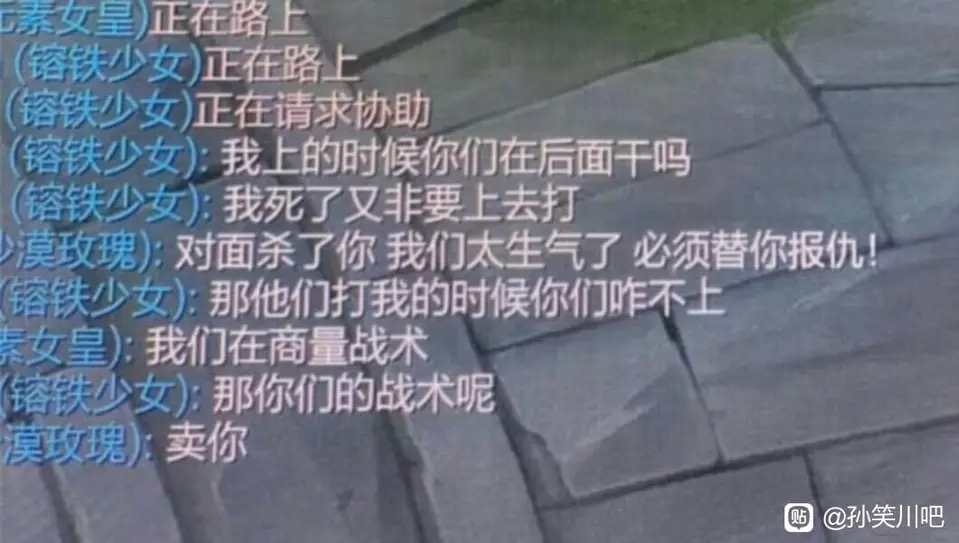 元素女皇)正在路上
(镕铁少女)正在路上
(镕铁少女)正在请求协助
(镕铁少女): 我上的时候你们在后面干吗
(镕铁少女): 我死了又非要上去打
漠玫瑰): 对面杀了你 我们太生气了 必须替你报仇!
(镕铁少女): 那他们打我的时候你们咋不上
素女皇): 我们在商量战术
(镕铁少女): 那你们的战术呢
漠玫瑰): 卖你
贴 @孙笑川吧